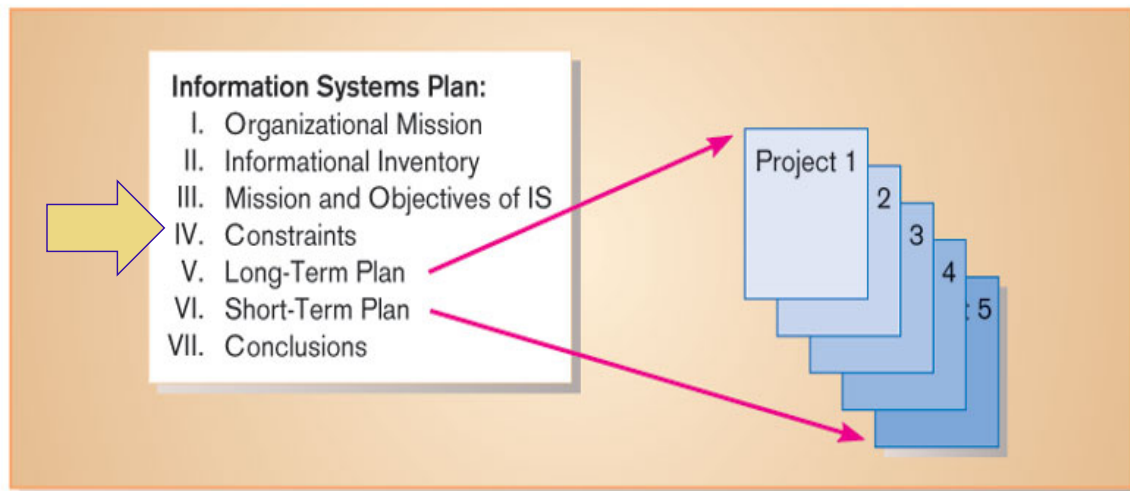 Information Systems Plan:
I. Organizational Mission
II. Informational Inventory
III. Mission and Objectives of IS
IV. Constraints
V. Long-Term Plan
VI. Short-Term Plan
VII. Conclusions
Project 1
2
3
4
t 5